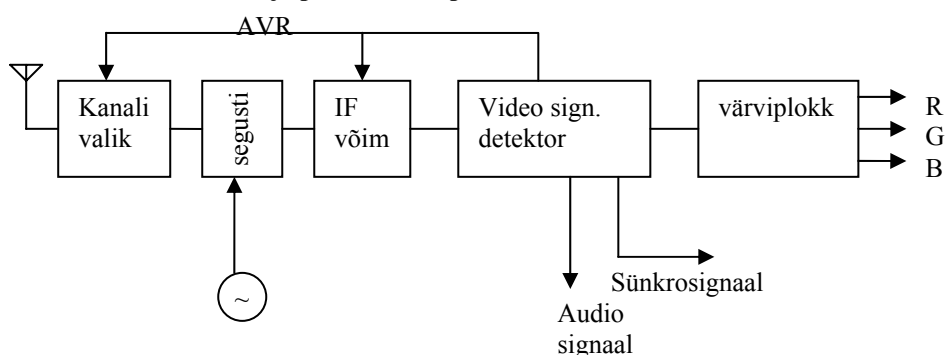 AVR
Kanali
valik
segusti
IF
võim
Video sign.
detektor
värviplokk
R
G
B
~
Sünkrosignaal
Audio
signaal